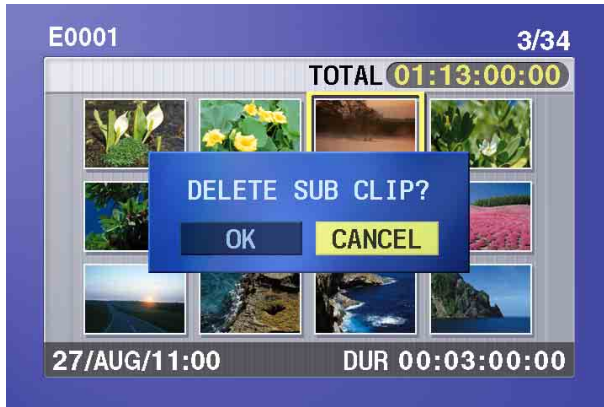 E0001 3/34
TOTAL 01:13:00:00
DELETE SUB CLIP?
OK CANCEL
27/AUG/11:00 DUR 00:03:00:00